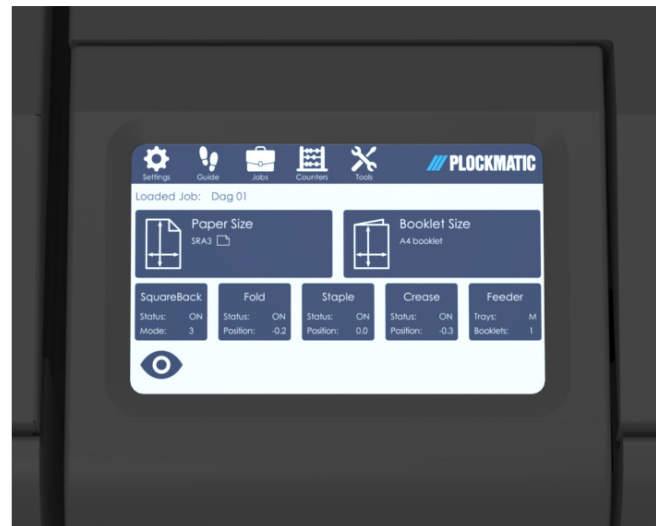 Settings
Guide
Jobs
Counters
Tools
PLOCKMATIC
Loaded Job: Dag 01
Paper Size
SRA3
Booklet Size
A4 booklet
SquareBack
Status: ON
Mode: 3
Fold
Status: ON
Position: -0.2
Staple
Status: ON
Position: 0.0
Crease
Status: ON
Position: -0.3
Feeder
Trays: M
Booklets: 1